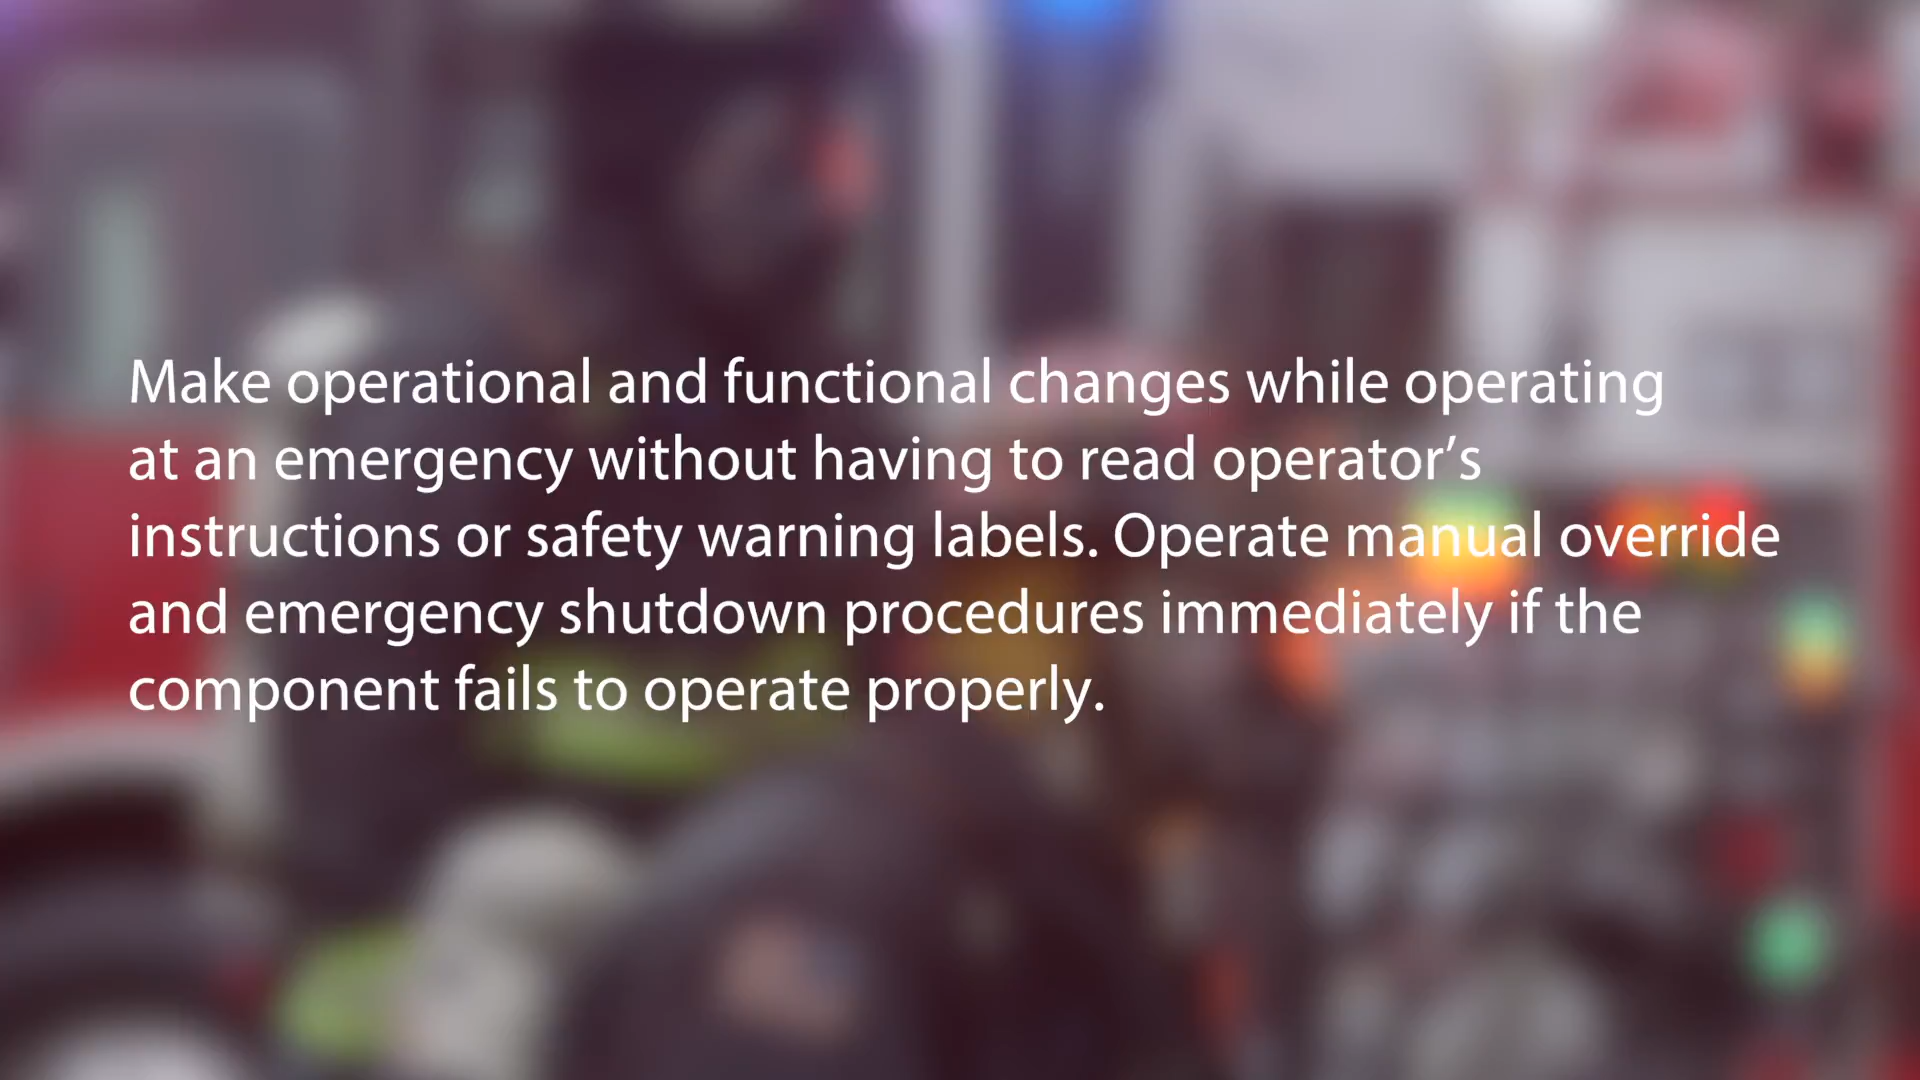 Make operational and functional changes while operating
at an emergency without having to read operator’s
instructions or safety warning labels. Operate manual override
and emergency shutdown procedures immediately if the
component fails to operate properly.